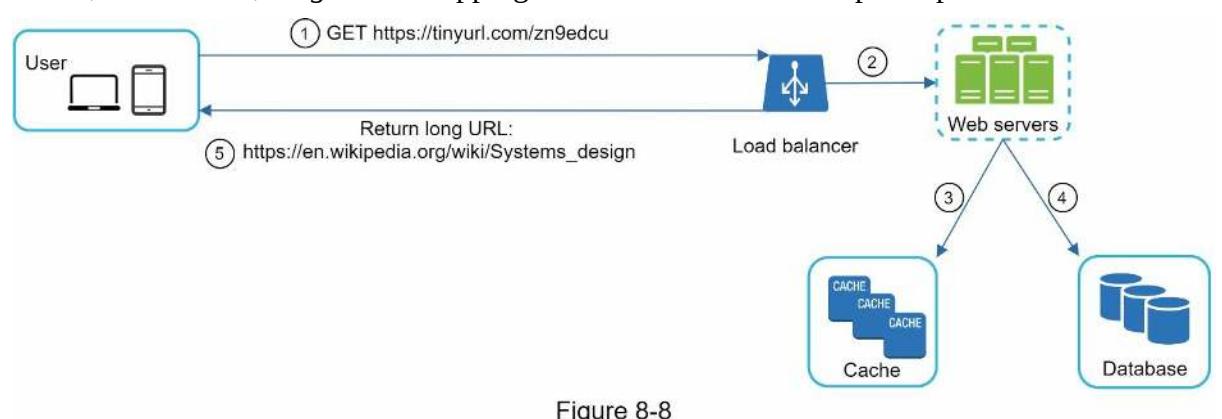 ① GET https://tinyurl.com/zn9edcu
User
②
Web servers
Load balancer
Return long URL:
⑤ https://en.wikipedia.org/wiki/Systems_design
③
④
CACHE
CACHE
CACHE
Cache
Database
Figure 8-8